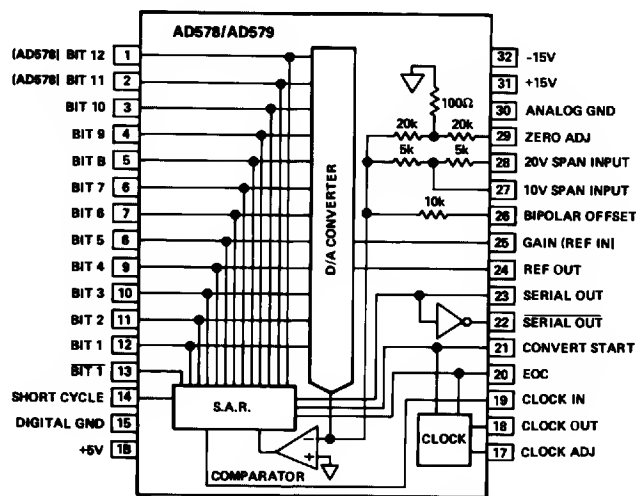 AD578/AD579
(AD578) BIT 12 1
(AD578) BIT 11 2
BIT 10 3
BIT 9 4
BIT 8 5
BIT 7 6
BIT 6 7
BIT 5 8
BIT 4 9
BIT 3 10
BIT 2 11
BIT 1 12
BIT 1 13
SHORT CYCLE 14
DIGITAL GND 15
+5V 16
D/A CONVERTER
S.A.R.
COMPARATOR
−
+
CLOCK
100Ω
20k 20k
5k 5k
10k
32 -15V
31 +15V
30 ANALOG GND
29 ZERO ADJ
28 20V SPAN INPUT
27 10V SPAN INPUT
26 BIPOLAR OFFSET
25 GAIN (REF IN)
24 REF OUT
23 SERIAL OUT
22 SERIAL OUT
21 CONVERT START
20 EOC
19 CLOCK IN
18 CLOCK OUT
17 CLOCK ADJ